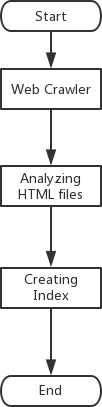 Start
Web Crawler
Analyzing
HTML files
Creating
Index
End